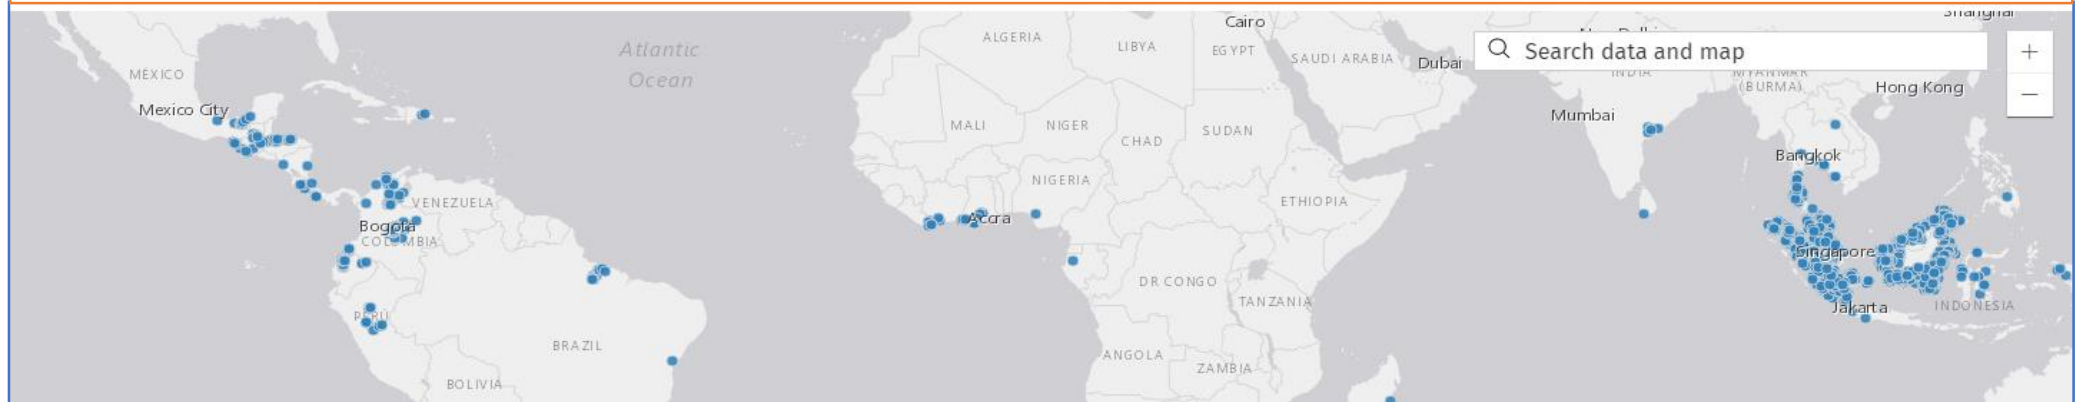 Shanghai
Cairo
Atlantic
Ocean
ALGERIA
LIBYA
EGYPT
SAUDI ARABIA
Dubai
Search data and map
+
MÉXICO
INDIA
MYANMAR
(BURMA)
Hong Kong
−
Mexico City
Mumbai
MALI
NIGER
CHAD
SUDAN
Bangkok
NIGERIA
VENEZUELA
ETHIOPIA
Accra
Bogotá
COLOMBIA
Singapore
DR CONGO
TANZANIA
Jakarta
INDONESIA
PERU
BRAZIL
ANGOLA
ZAMBIA
BOLIVIA